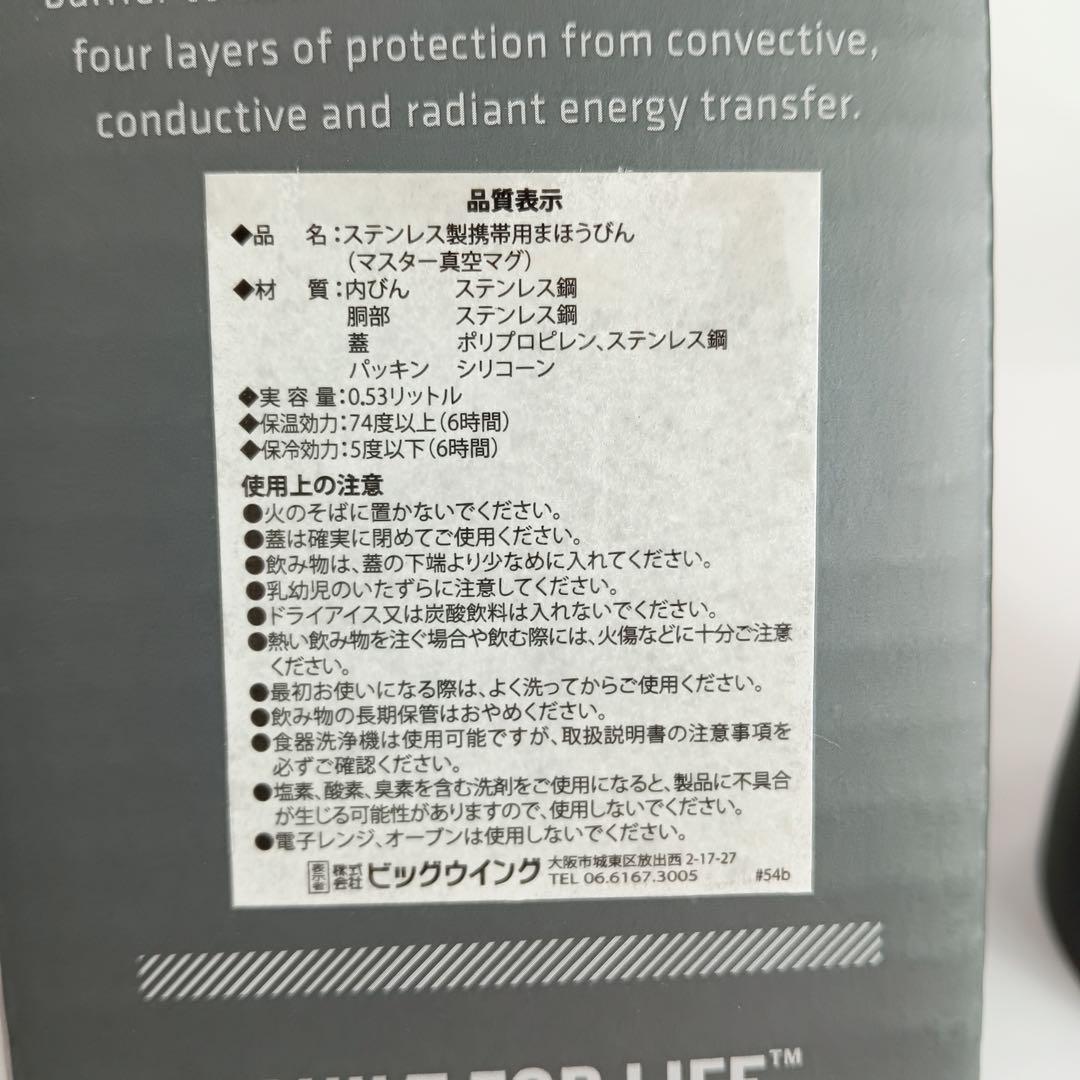 four layers of protection from convective,
conductive and radiant energy transfer.
品質表示
◆品 名：ステンレス製携帯用まほうびん
（マスター真空マグ）
◆材 質：内びん ステンレス鋼
胴部 ステンレス鋼
蓋 ポリプロピレン、ステンレス鋼
パッキン シリコーン
◆実 容 量：0.53リットル
◆保温効力：74度以上（6時間）
◆保冷効力：5度以下（6時間）
使用上の注意
●火のそばに置かないでください。
●蓋は確実に閉めてご使用ください。
●飲み物は、蓋の下端より少なめに入れてください。
●乳幼児のいたずらに注意してください。
●ドライアイス又は炭酸飲料は入れないでください。
●熱い飲み物を注ぐ場合や飲む際には、火傷などに十分ご注意
ください。
●最初お使いになる際は、よく洗ってからご使用ください。
●飲み物の長期保管はおやめください。
●食器洗浄機は使用可能ですが、取扱説明書の注意事項を
必ずご確認ください。
●塩素、酸素、臭素を含む洗剤をご使用になると、製品に不具合
が生じる可能性がありますので、使用しないでください。
●電子レンジ、オーブンは使用しないでください。
表示者 株式会社 ビッグウイング 大阪市城東区放出西 2-17-27
TEL 06.6167.3005 #54b
FOR LIFE™